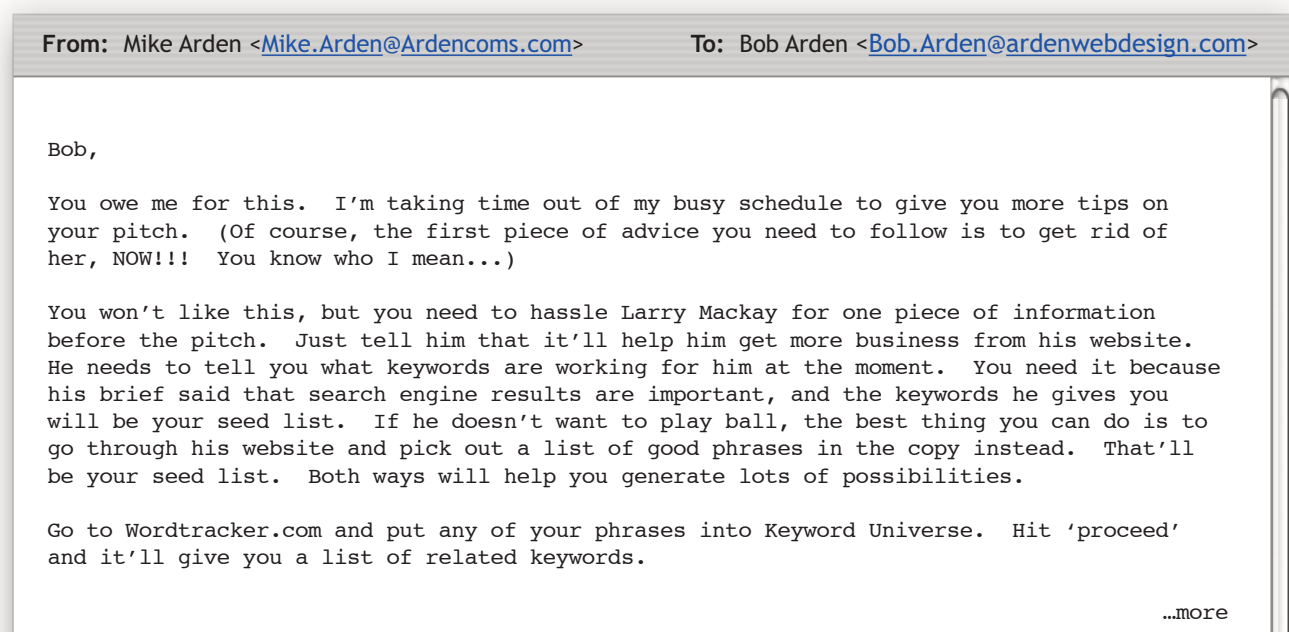 From: Mike Arden <Mike.Arden@Ardencoms.com> To: Bob Arden <Bob.Arden@ardenwebdesign.com>
Bob,
You owe me for this.  I'm taking time out of my busy schedule to give you more tips on
your pitch.  (Of course, the first piece of advice you need to follow is to get rid of
her, NOW!!!  You know who I mean...)
You won't like this, but you need to hassle Larry Mackay for one piece of information
before the pitch.  Just tell him that it'll help him get more business from his website.
He needs to tell you what keywords are working for him at the moment.  You need it because
his brief said that search engine results are important, and the keywords he gives you
will be your seed list.  If he doesn't want to play ball, the best thing you can do is to
go through his website and pick out a list of good phrases in the copy instead.  That'll
be your seed list.  Both ways will help you generate lots of possibilities.
Go to Wordtracker.com and put any of your phrases into Keyword Universe.  Hit 'proceed'
and it'll give you a list of related keywords.
…more